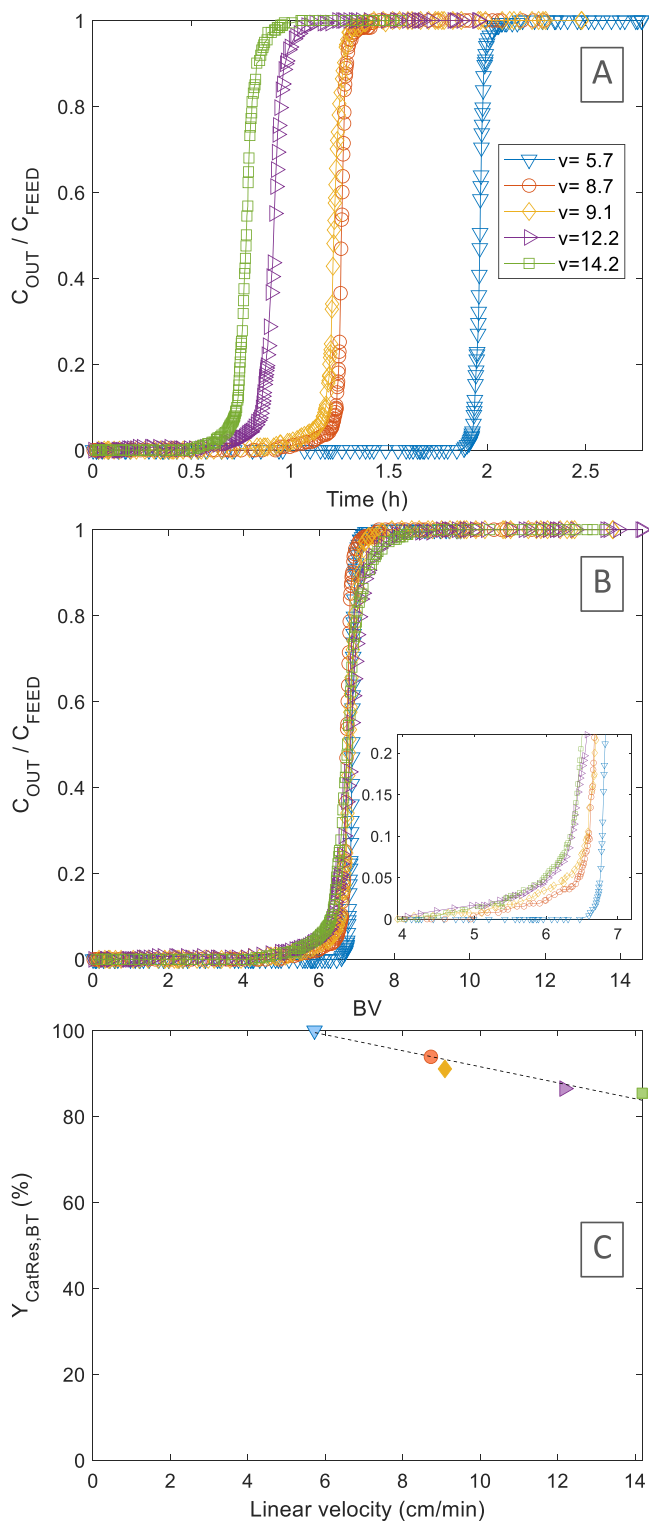 1
0.8
0.6
0.4
0.2
0
C_OUT / C_FEED
A
v= 5.7
v= 8.7
v= 9.1
v=12.2
v=14.2
0 0.5 1 1.5 2 2.5
Time (h)
1
0.8
0.6
0.4
0.2
0
C_OUT / C_FEED
B
0.2
0.15
0.1
0.05
0
4 5 6 7
0 2 4 6 8 10 12 14
BV
100
80
60
40
20
0
Y_CatRes,BT (%)
C
0 2 4 6 8 10 12 14
Linear velocity (cm/min)